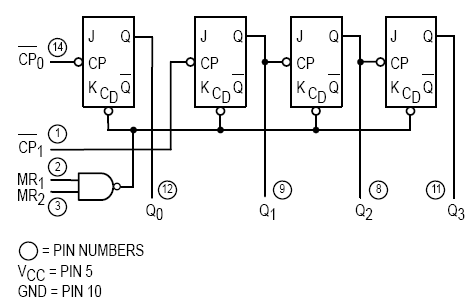 J Q J Q J Q J Q
14
CP0 CP CP CP CP
K CD Q K CD Q K CD Q K CD Q
1
CP1
2
MR1
MR2
3
12 9 8 11
Q0 Q1 Q2 Q3
= PIN NUMBERS
VCC = PIN 5
GND = PIN 10